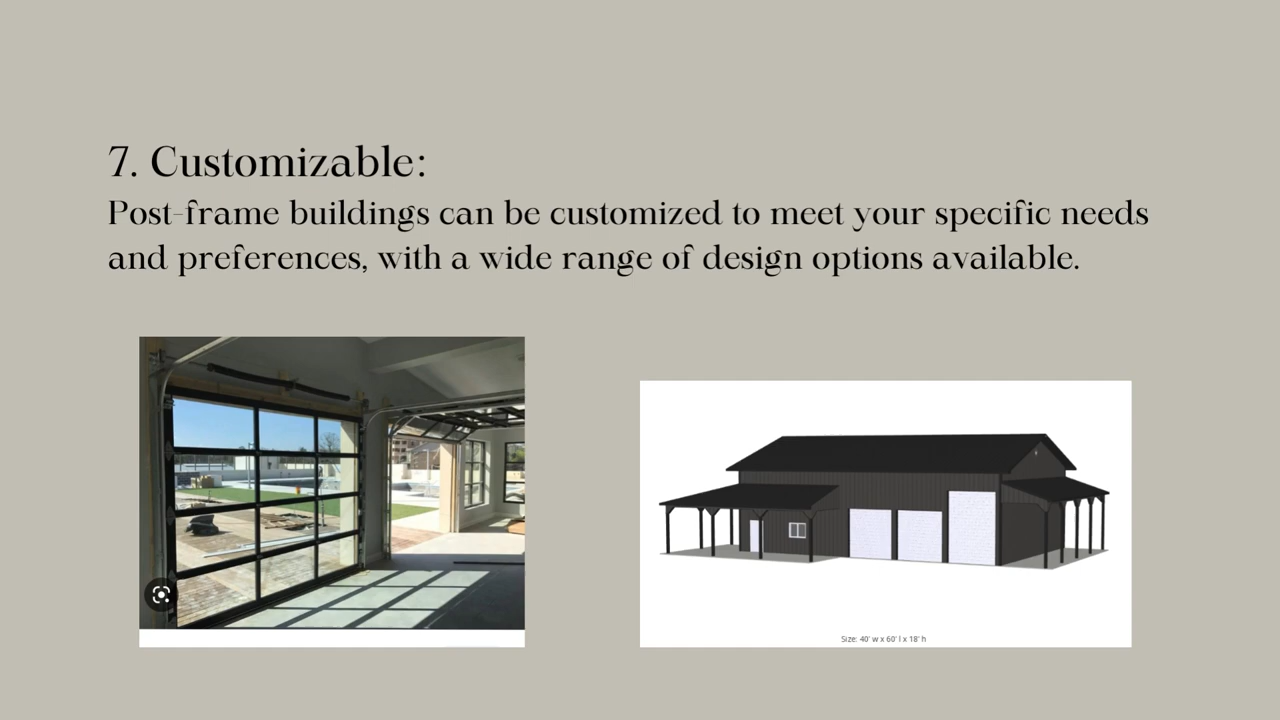 7. Customizable:
Post-frame buildings can be customized to meet your specific needs
and preferences, with a wide range of design options available.
Size: 40' w x 60' l x 18' h